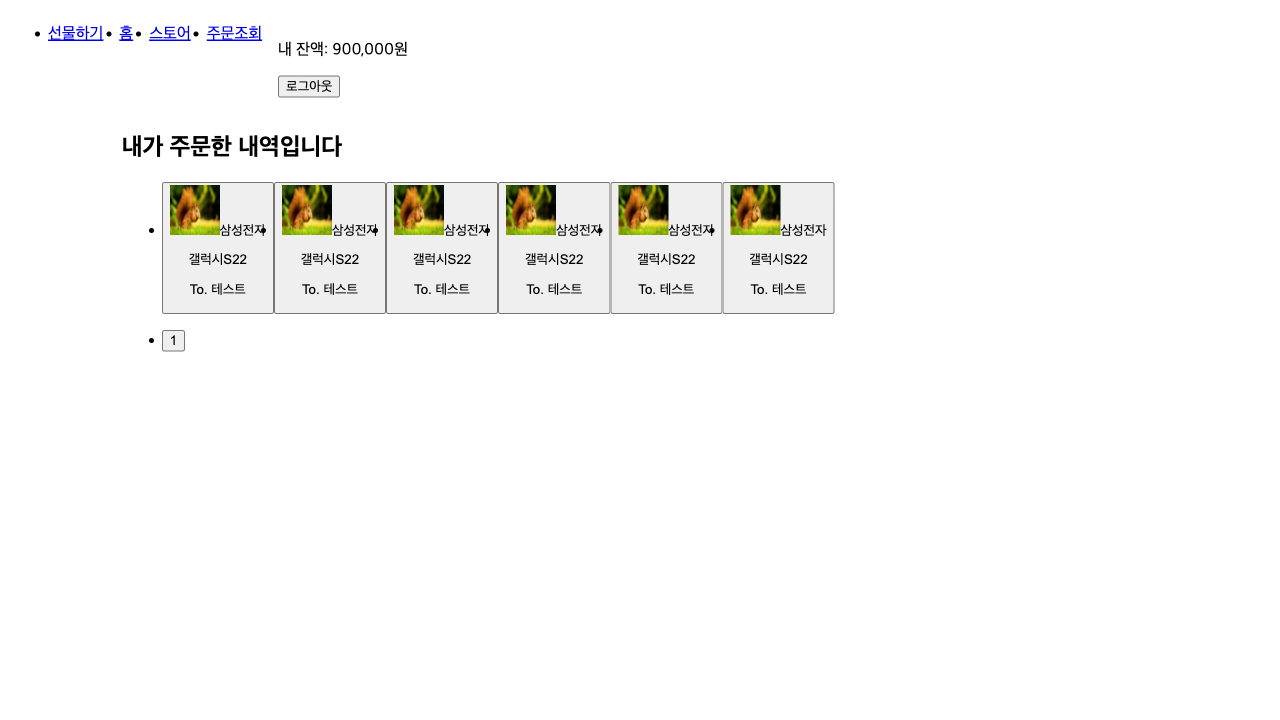 선물하기 홈 스토어 주문조회
내 잔액: 900,000원
로그아웃
내가 주문한 내역입니다
삼성전자 삼성전자 삼성전자 삼성전자 삼성전자 삼성전자
갤럭시S22 갤럭시S22 갤럭시S22 갤럭시S22 갤럭시S22 갤럭시S22
To. 테스트 To. 테스트 To. 테스트 To. 테스트 To. 테스트 To. 테스트
1